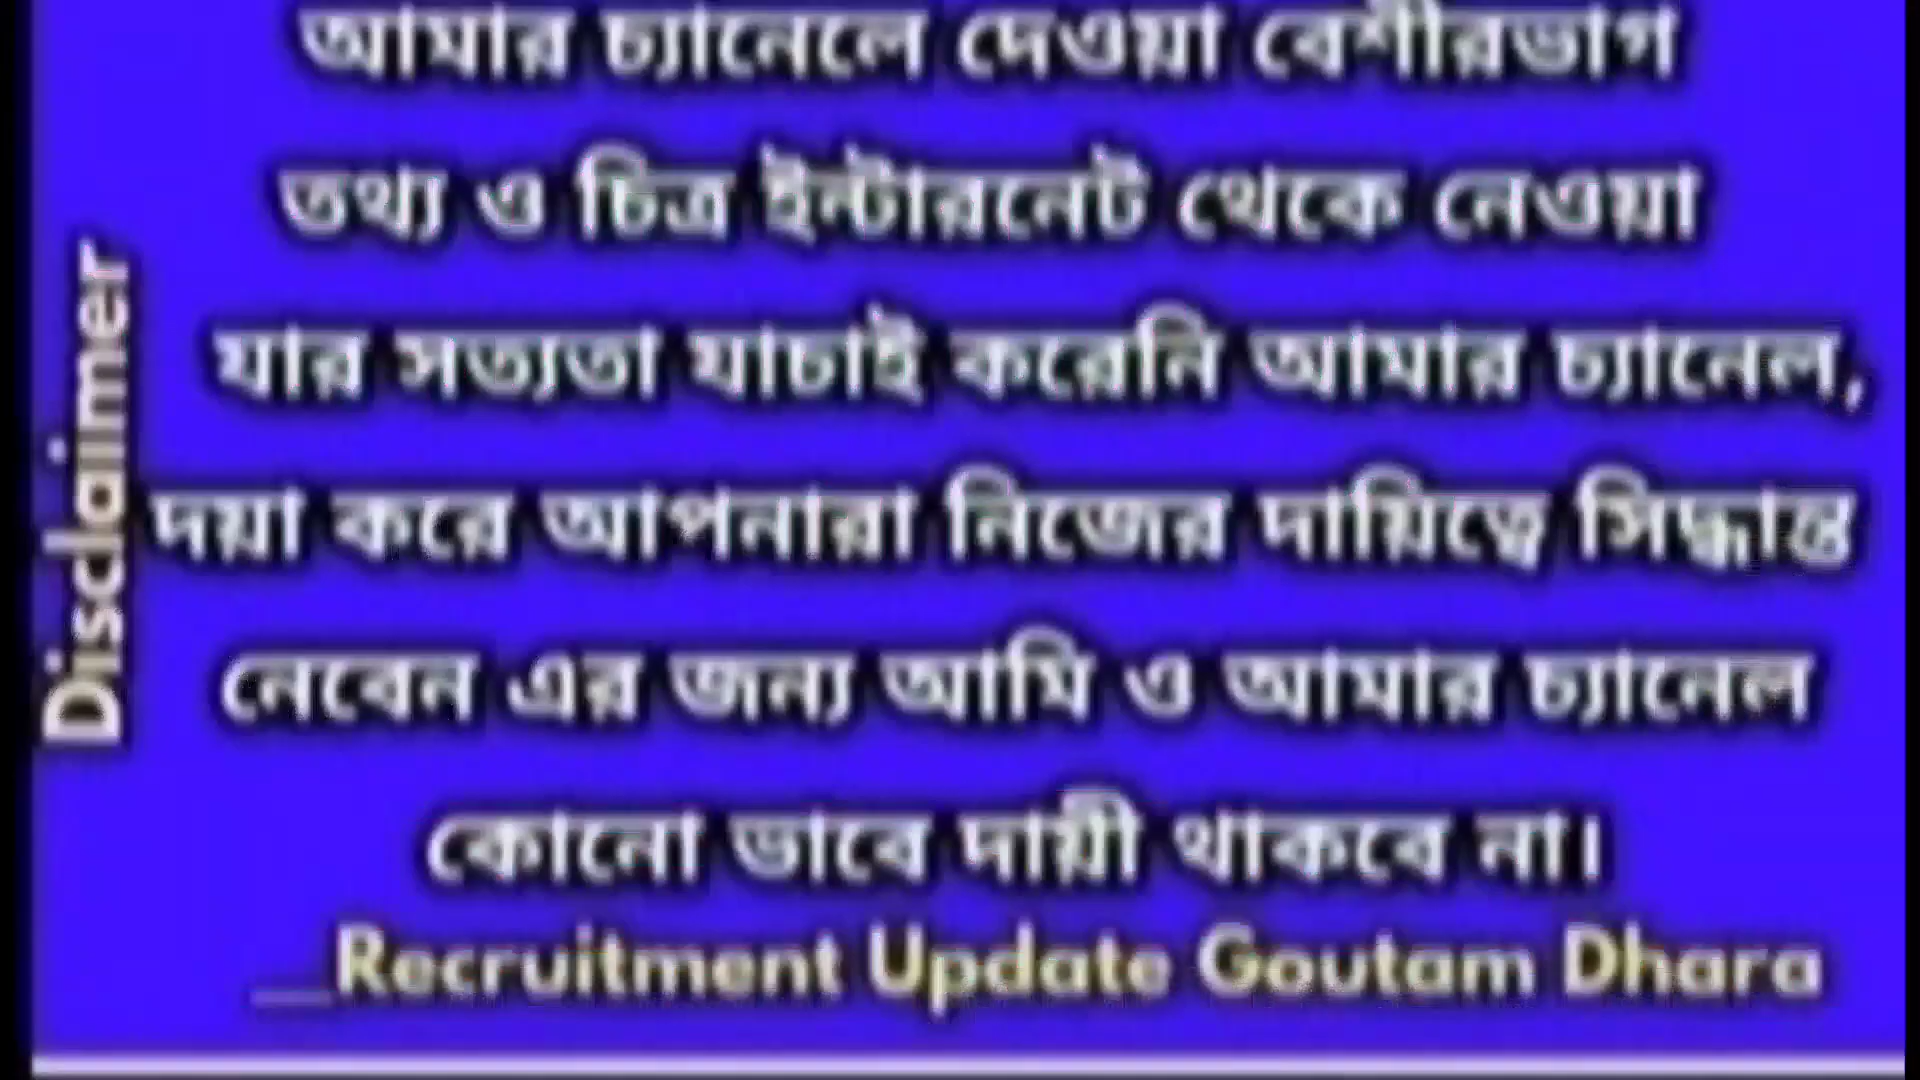 Disclaimer
আমার চ্যানেলে দেওয়া বেশীরভাগ
তথ্য ও চিত্র ইন্টারনেট থেকে নেওয়া
যার সত্যতা যাচাই করেনি আমার চ্যানেল,
দয়া করে আপনারা নিজের দায়িত্বে সিদ্ধান্ত
নেবেন এর জন্য আমি ও আমার চ্যানেল
কোনো ভাবে দায়ী থাকবে না।
__Recruitment Update Goutam Dhara